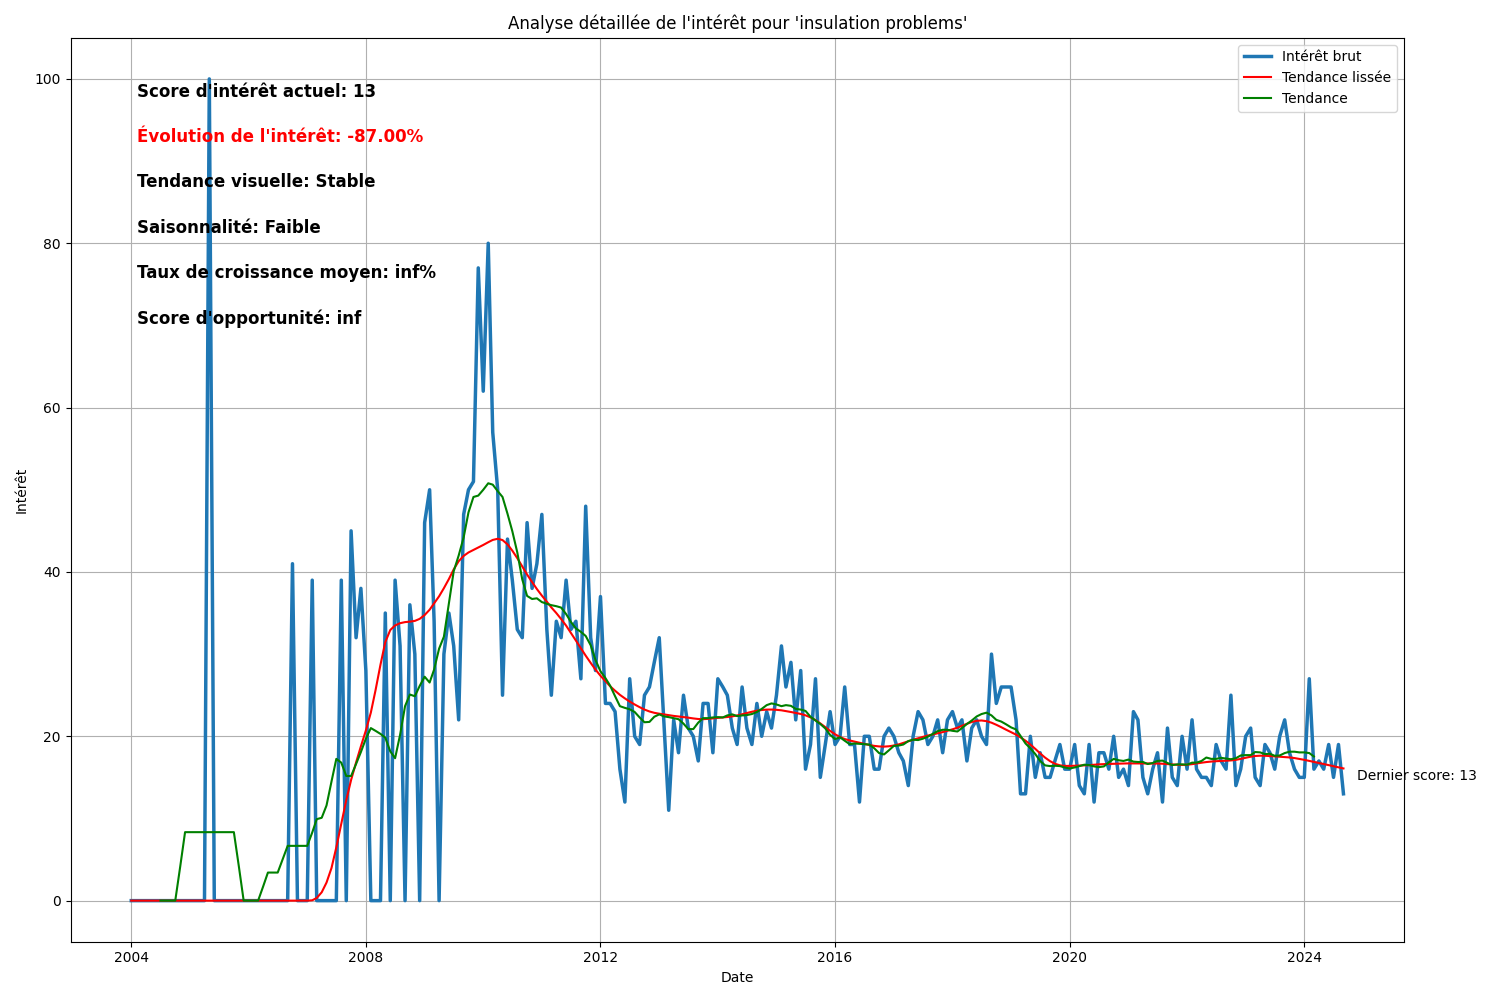 Analyse détaillée de l'intérêt pour 'insulation problems'
Intérêt brut
Tendance lissée
Tendance
Score d'intérêt actuel: 13
Évolution de l'intérêt: -87.00%
Tendance visuelle: Stable
Saisonnalité: Faible
Taux de croissance moyen: inf%
Score d'opportunité: inf
100
80
60
40
20
0
Intérêt
Dernier score: 13
2004 2008 2012 2016 2020 2024
Date